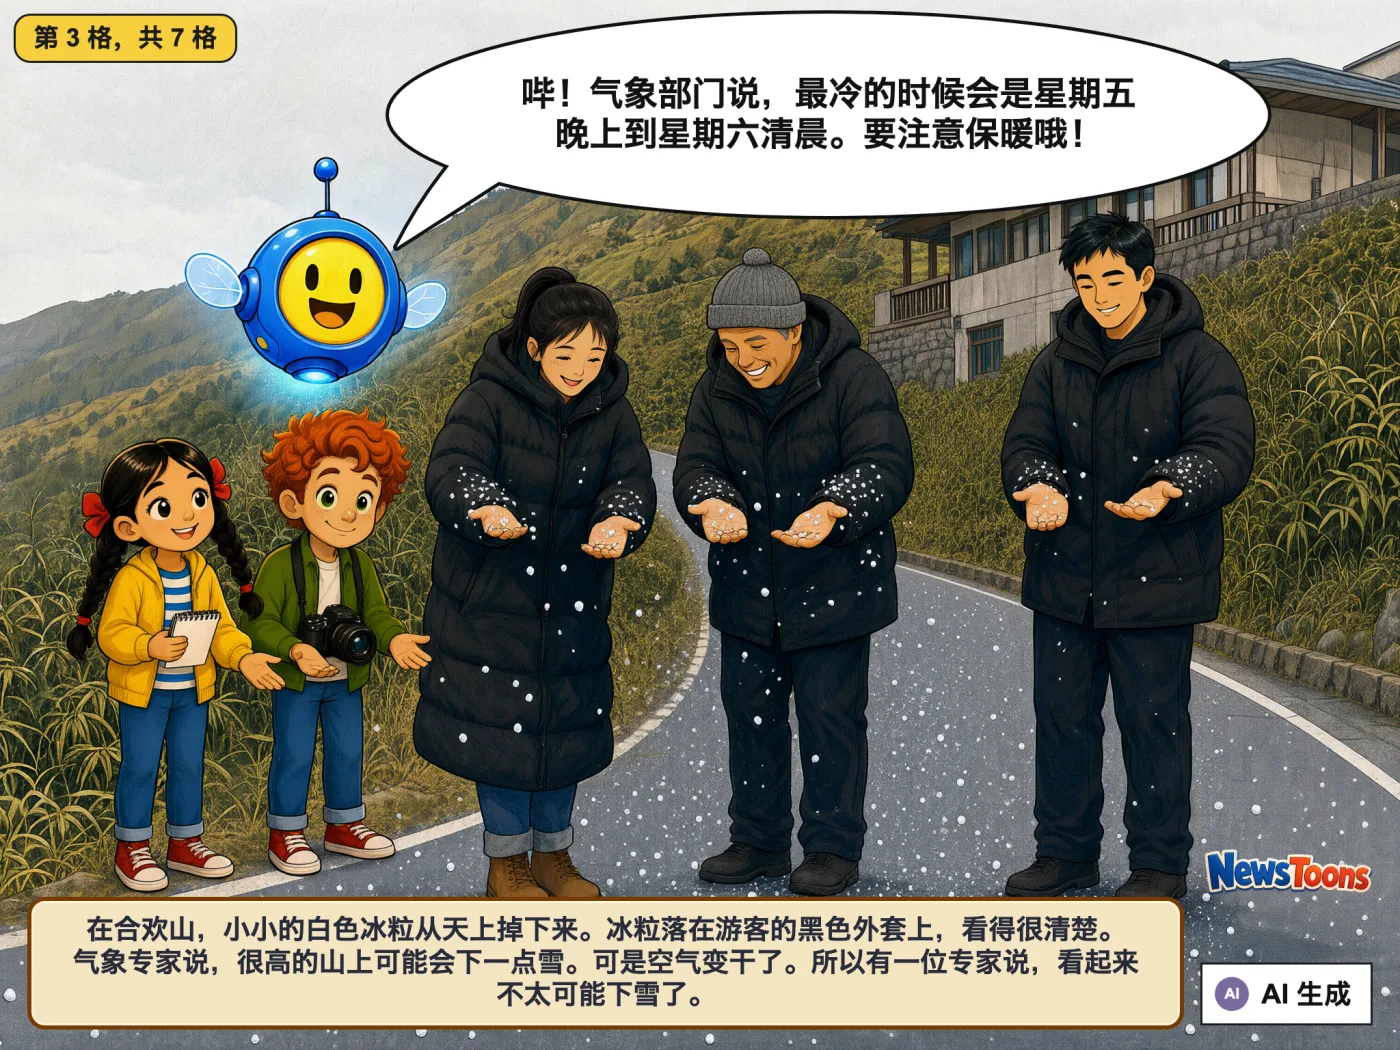 第 3 格，共 7 格
哔！气象部门说，最冷的时候会是星期五
晚上到星期六清晨。要注意保暖哦！
NewsToons
在合欢山，小小的白色冰粒从天上掉下来。冰粒落在游客的黑色外套上，看得很清楚。
气象专家说，很高的山上可能会下一点雪。可是空气变干了。所以有一位专家说，看起来
不太可能下雪了。
AI AI 生成